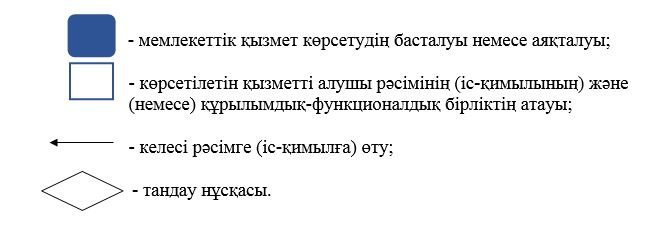 - мемлекеттік қызмет көрсетудің басталуы немесе аяқталуы;
- көрсетілетін қызметті алушы рәсімінің (іс-қимылының) және
(немесе) құрылымдық-функционалдық бірліктің атауы;
- келесі рәсімге (іс-қимылға) өту;
- тандау нұсқасы.